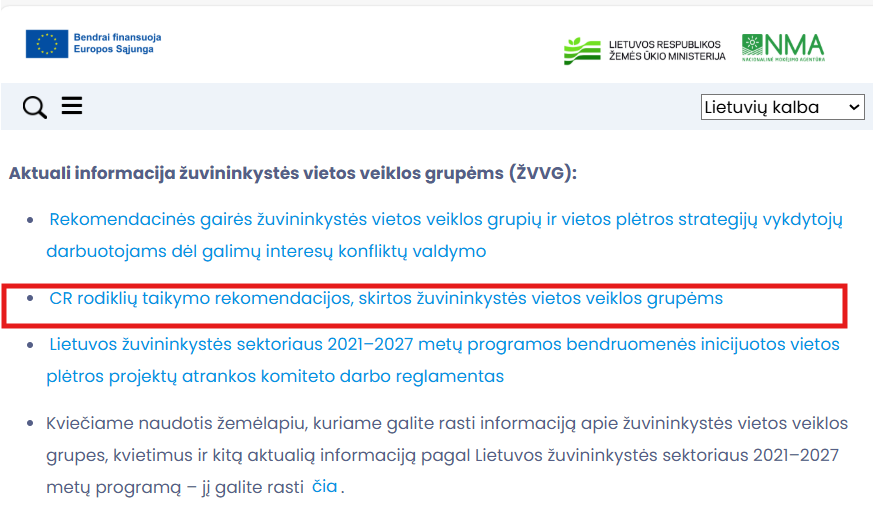 Bendrai finansuoja
Europos Sąjunga
LIETUVOS RESPUBLIKOS
ŽEMĖS ŪKIO MINISTERIJA
NMA
NACIONALINĖ MOKĖJIMO AGENTŪRA
Lietuvių kalba
Aktuali informacija žuvininkystės vietos veiklos grupėms (ŽVVG):
Rekomendacinės gairės žuvininkystės vietos veiklos grupių ir vietos plėtros strategijų vykdytojų
darbuotojams dėl galimų interesų konfliktų valdymo
CR rodiklių taikymo rekomendacijos, skirtos žuvininkystės vietos veiklos grupėms
Lietuvos žuvininkystės sektoriaus 2021–2027 metų programos bendruomenės inicijuotos vietos
plėtros projektų atrankos komiteto darbo reglamentas
Kviečiame naudotis žemėlapiu, kuriame galite rasti informaciją apie žuvininkystės vietos veiklos
grupes, kvietimus ir kitą aktualią informaciją pagal Lietuvos žuvininkystės sektoriaus 2021–2027
metų programą – jį galite rasti čia .